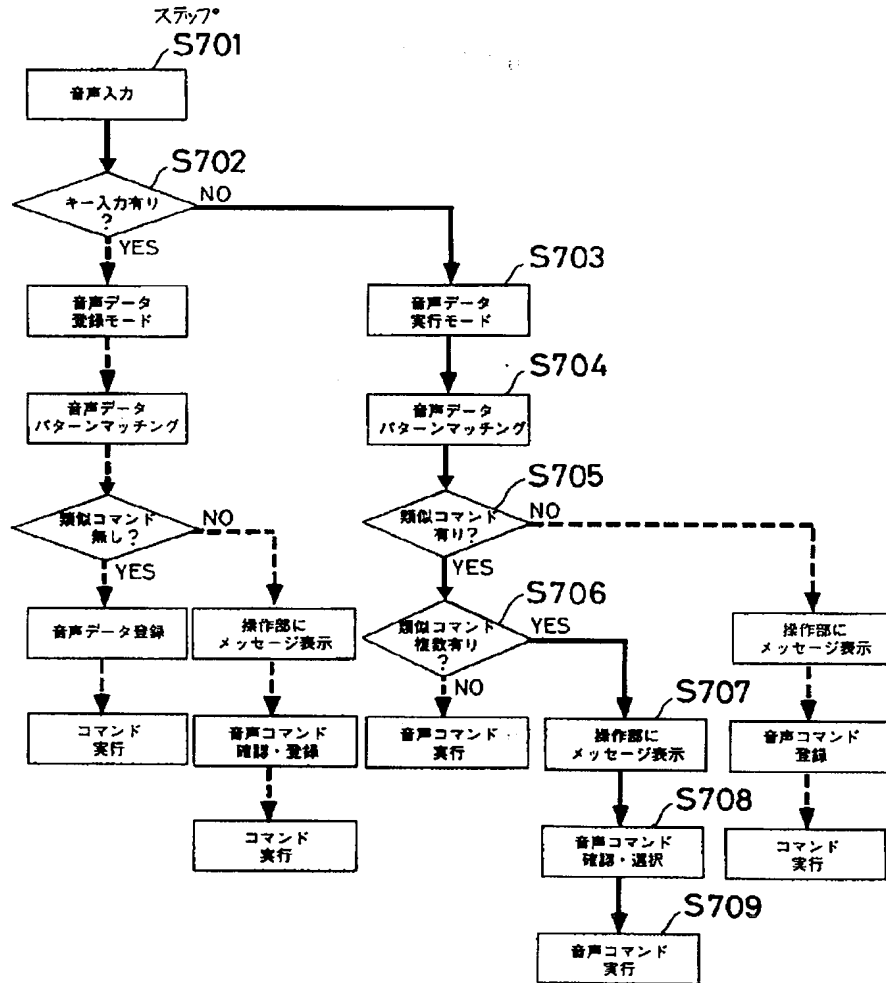 ステップ
S701
音声入力
S702
キー入力有り
?
NO
YES
S703
音声データ
登録モード
音声データ
実行モード
S704
音声データ
パターンマッチング
音声データ
パターンマッチング
S705
類似コマンド
無し?
NO
YES
類似コマンド
有り?
NO
YES
S706
音声データ登録
操作部に
メッセージ表示
類似コマンド
複数有り
?
YES
NO
操作部に
メッセージ表示
S707
コマンド
実行
音声コマンド
確認・登録
音声コマンド
実行
操作部に
メッセージ表示
音声コマンド
登録
S708
コマンド
実行
音声コマンド
確認・選択
コマンド
実行
S709
音声コマンド
実行